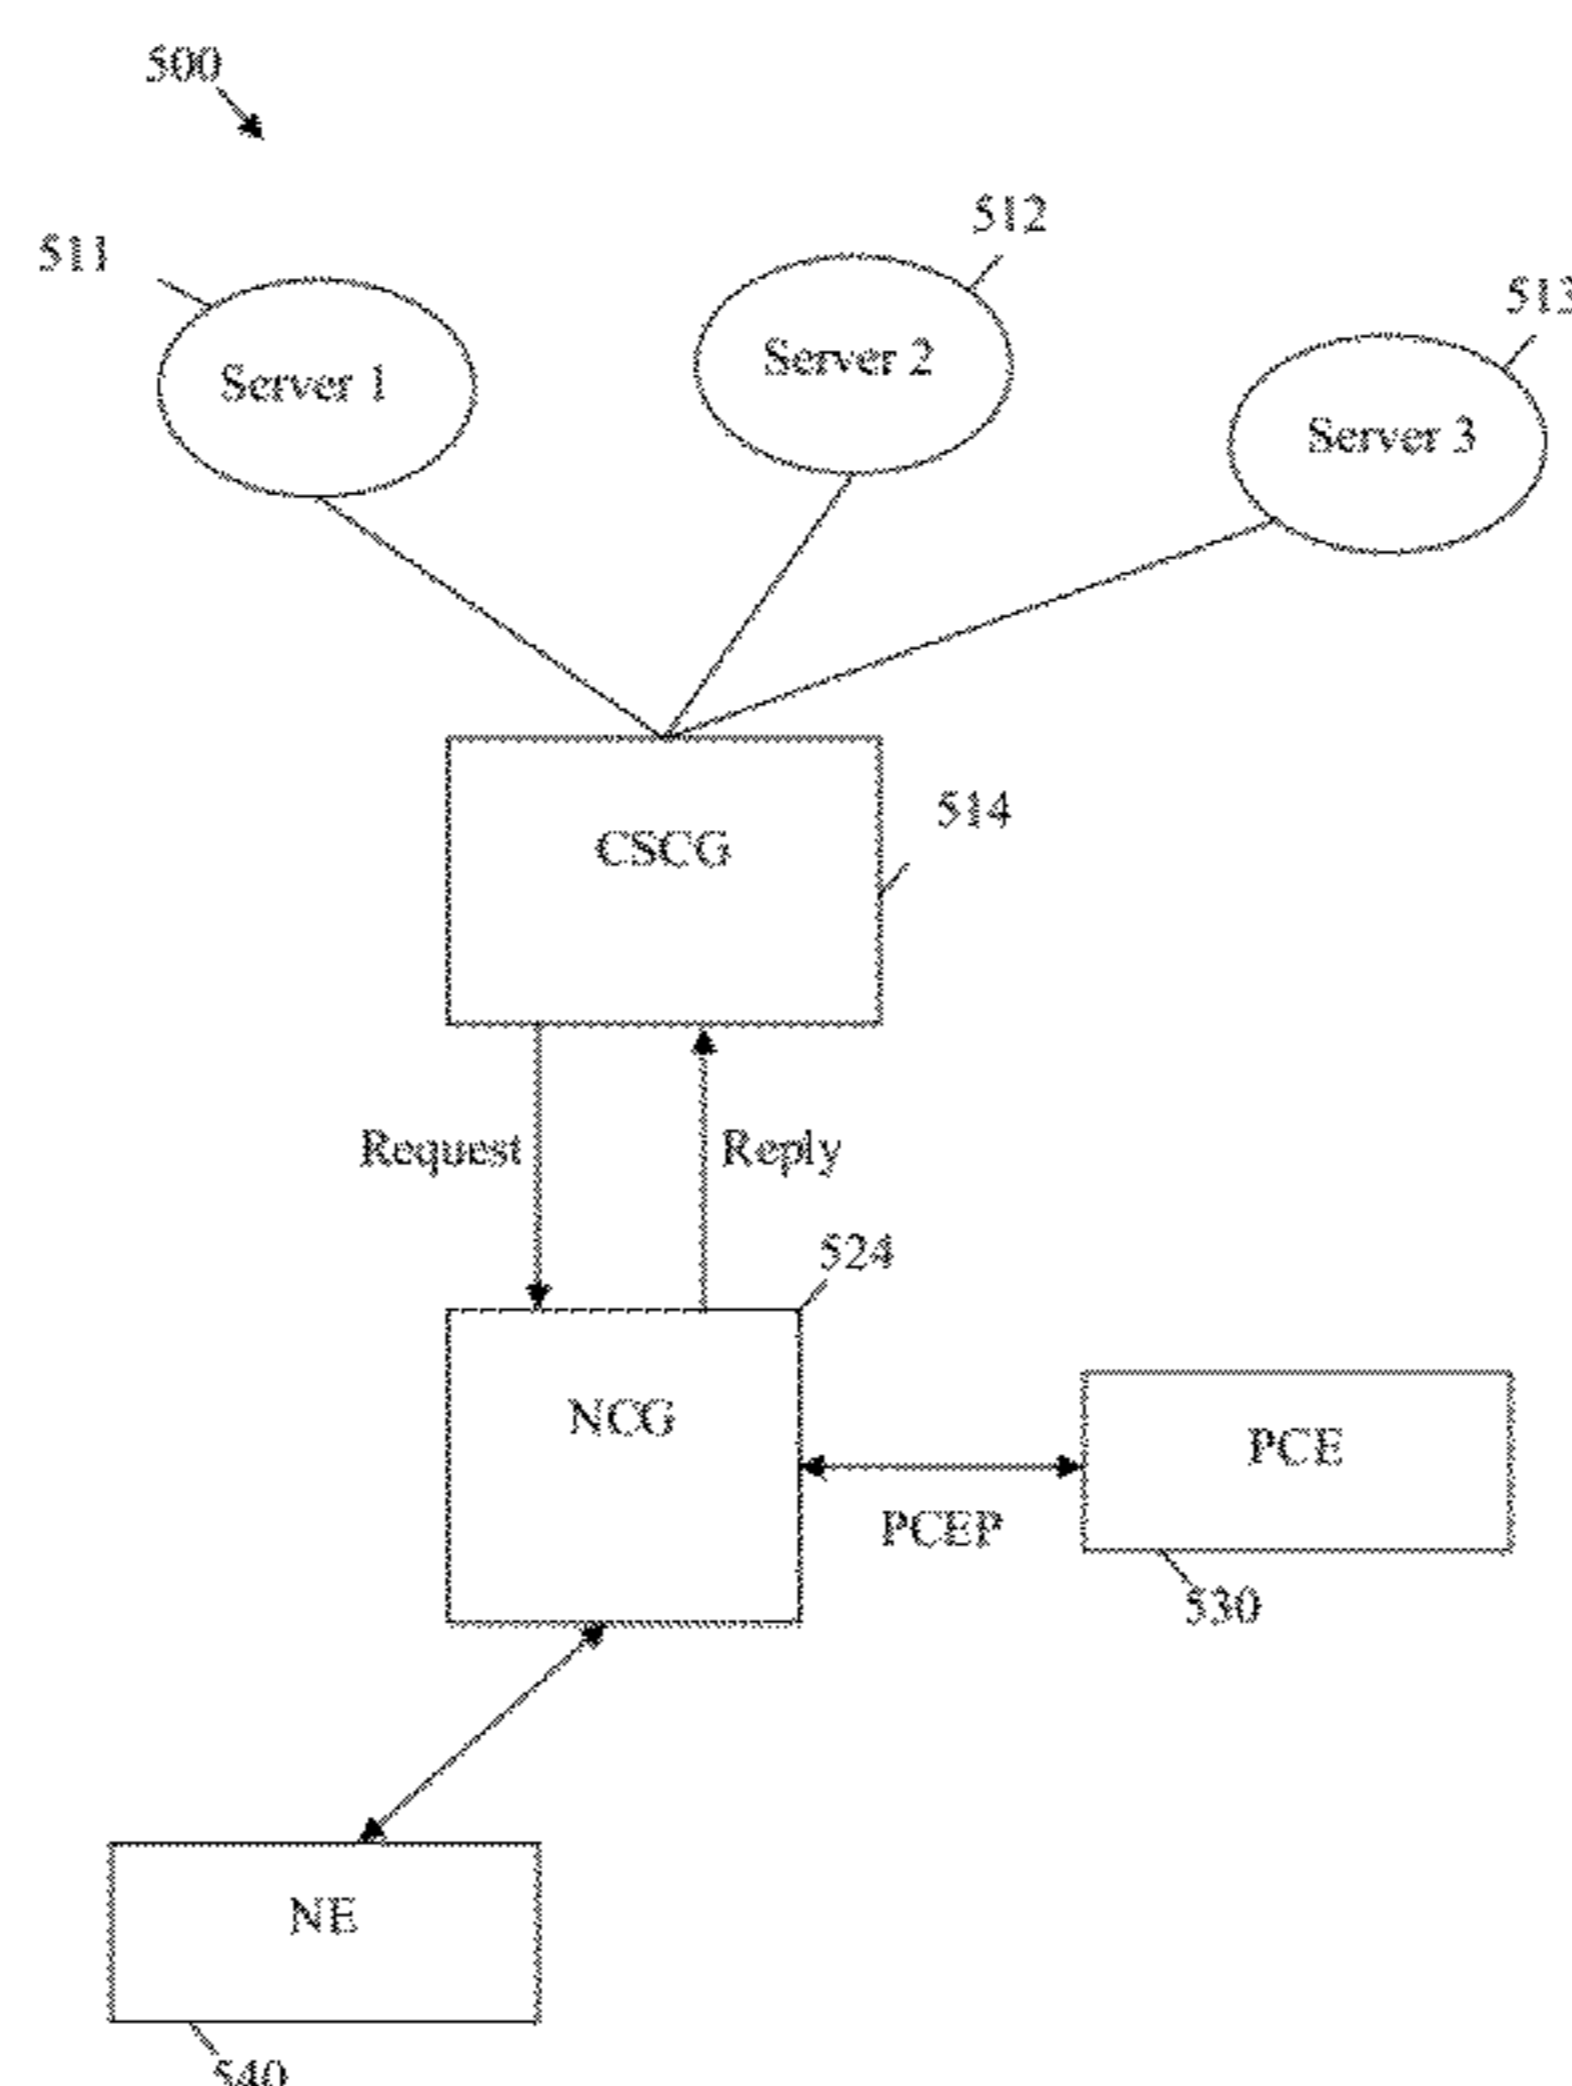 500
511
512
513
Server 1
Server 2
Server 3
CSCG
514
Request
Reply
524
NCG
PCE
PCEP
530
NE
540